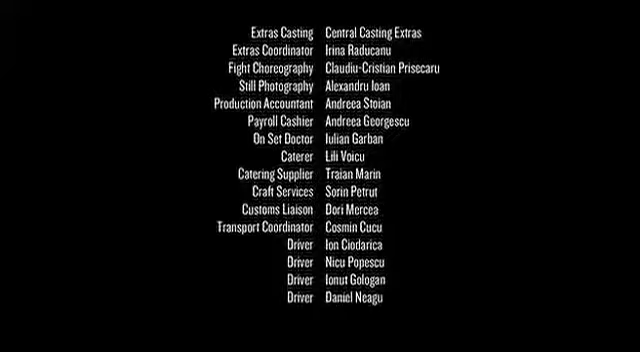 Extras Casting Central Casting Extras
Extras Coordinator Irina Raducanu
Fight Choreography Claudiu-Cristian Prisecaru
Still Photography Alexandru Ioan
Production Accountant Andreea Stoian
Payroll Cashier Andreea Georgescu
On Set Doctor Iulian Garban
Caterer Lili Voicu
Catering Supplier Traian Marin
Craft Services Sorin Petrut
Customs Liaison Dori Mercea
Transport Coordinator Cosmin Cucu
Driver Ion Ciodarica
Driver Nicu Popescu
Driver Ionut Gologan
Driver Daniel Neagu